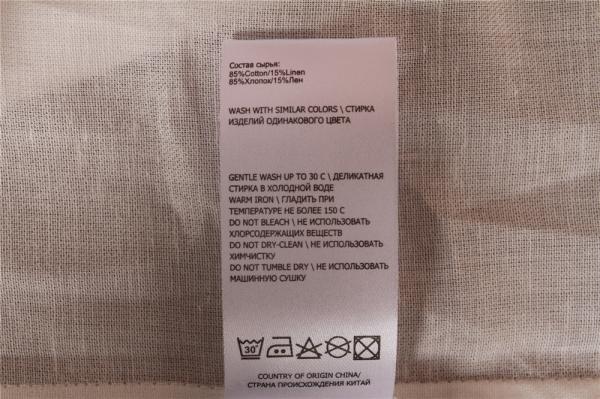 Состав сырья:
85%Cotton/15%Linen
85%Хлопок/15%Лен
WASH WITH SIMILAR COLORS \ СТИРКА
ИЗДЕЛИЙ ОДИНАКОВОГО ЦВЕТА
GENTLE WASH UP TO 30 C \ ДЕЛИКАТНАЯ
СТИРКА В ХОЛОДНОЙ ВОДЕ
WARM IRON \ ГЛАДИТЬ ПРИ
ТЕМПЕРАТУРЕ НЕ БОЛЕЕ 150 С
DO NOT BLEACH \ НЕ ИСПОЛЬЗОВАТЬ
ХЛОРСОДЕРЖАЩИХ ВЕЩЕСТВ
DO NOT DRY-CLEAN \ НЕ ИСПОЛЬЗОВАТЬ
ХИМЧИСТКУ
DO NOT TUMBLE DRY \ НЕ ИСПОЛЬЗОВАТЬ
МАШИННУЮ СУШКУ
30°
COUNTRY OF ORIGIN CHINA/
СТРАНА ПРОИСХОЖДЕНИЯ КИТАЙ